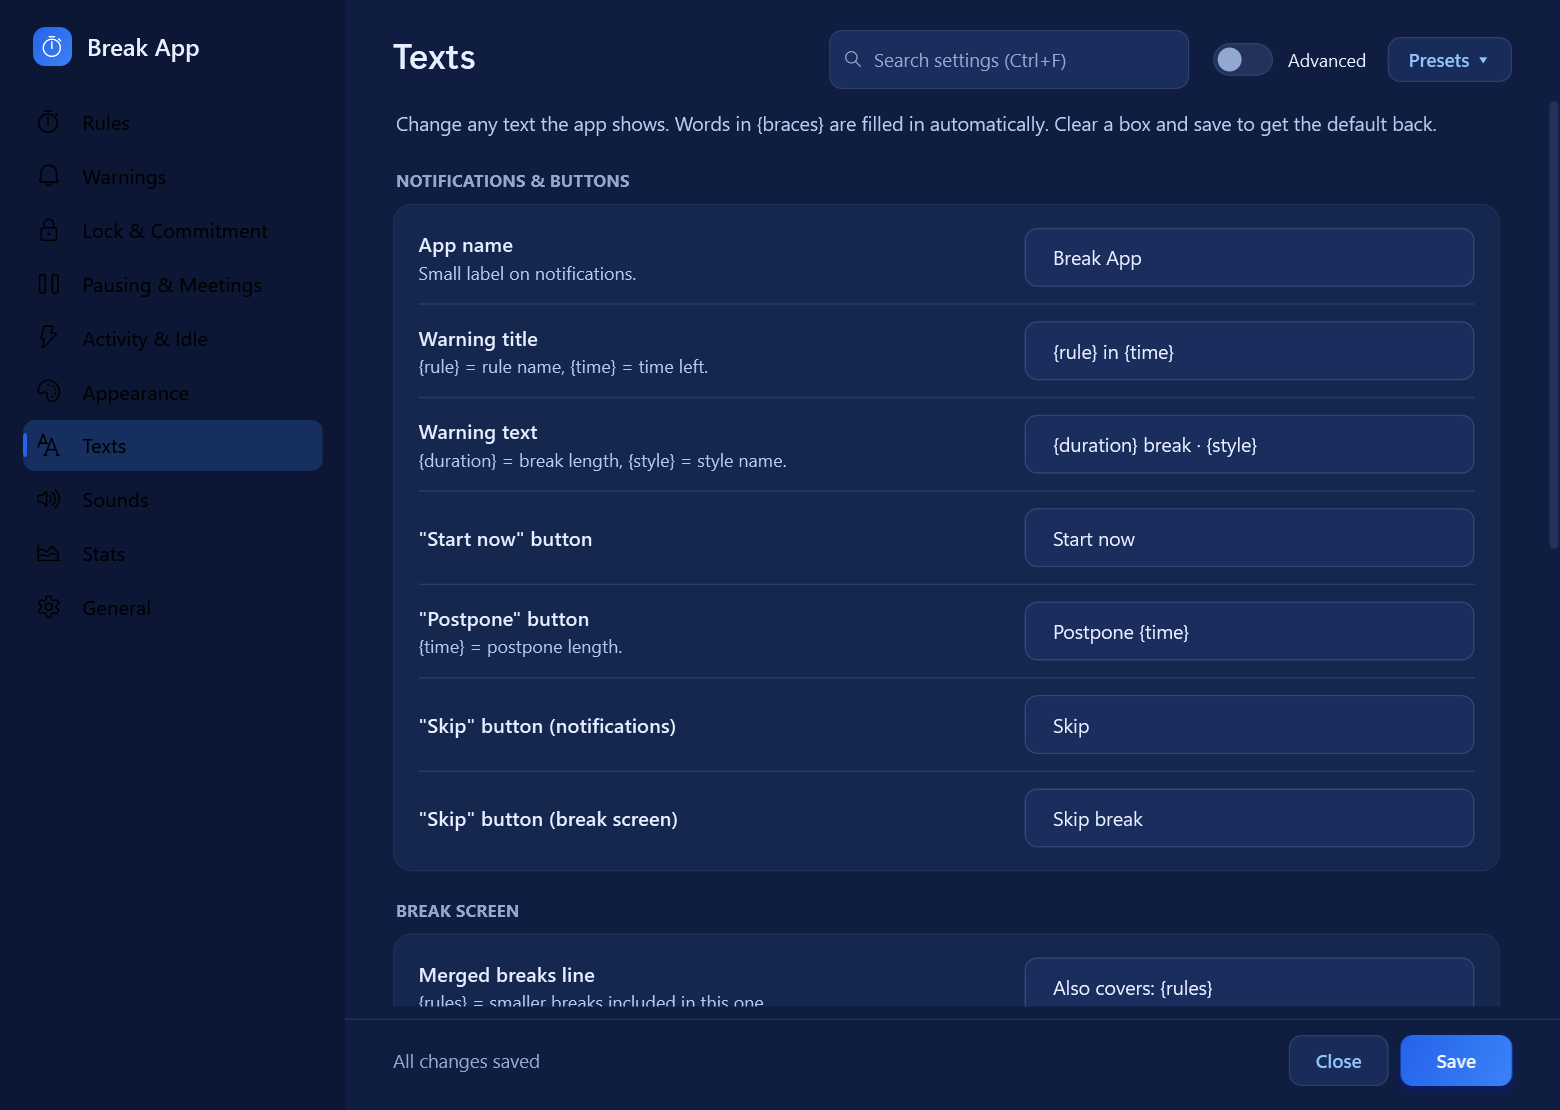 Break App
Rules
Warnings
Lock & Commitment
Pausing & Meetings
Activity & Idle
Appearance
Texts
Sounds
Stats
General
Texts
Search settings (Ctrl+F)
Advanced
Presets
Change any text the app shows. Words in {braces} are filled in automatically. Clear a box and save to get the default back.
NOTIFICATIONS & BUTTONS
App name
Small label on notifications.
Break App
Warning title
{rule} = rule name, {time} = time left.
{rule} in {time}
Warning text
{duration} = break length, {style} = style name.
{duration} break · {style}
"Start now" button
Start now
"Postpone" button
{time} = postpone length.
Postpone {time}
"Skip" button (notifications)
Skip
"Skip" button (break screen)
Skip break
BREAK SCREEN
Merged breaks line
{rules} = smaller breaks included in this one
Also covers: {rules}
All changes saved
Close
Save